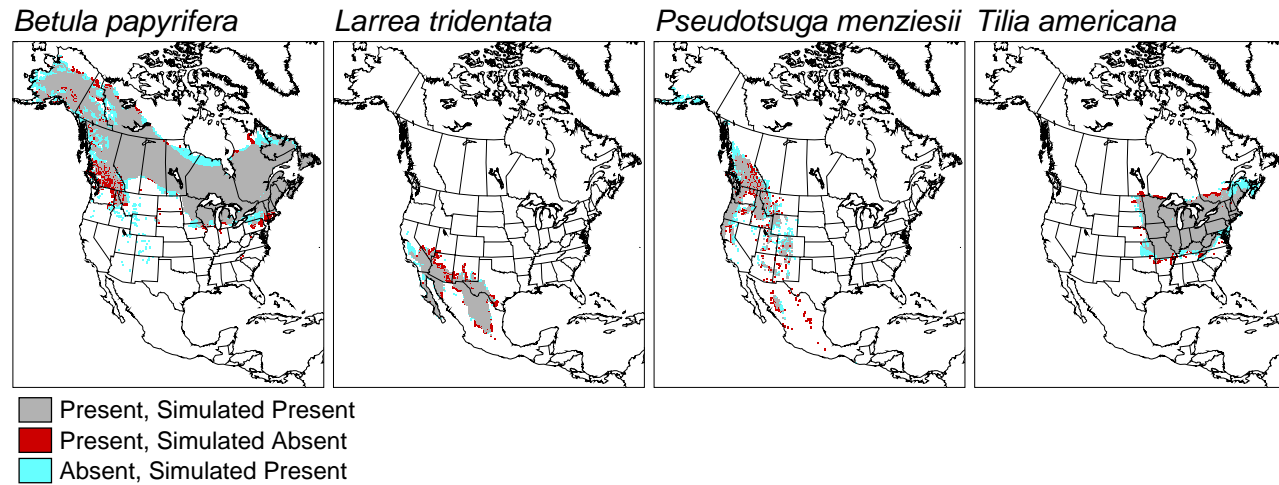 Betula papyrifera Larrea tridentata Pseudotsuga menziesii Tilia americana
Present, Simulated Present
Present, Simulated Absent
Absent, Simulated Present